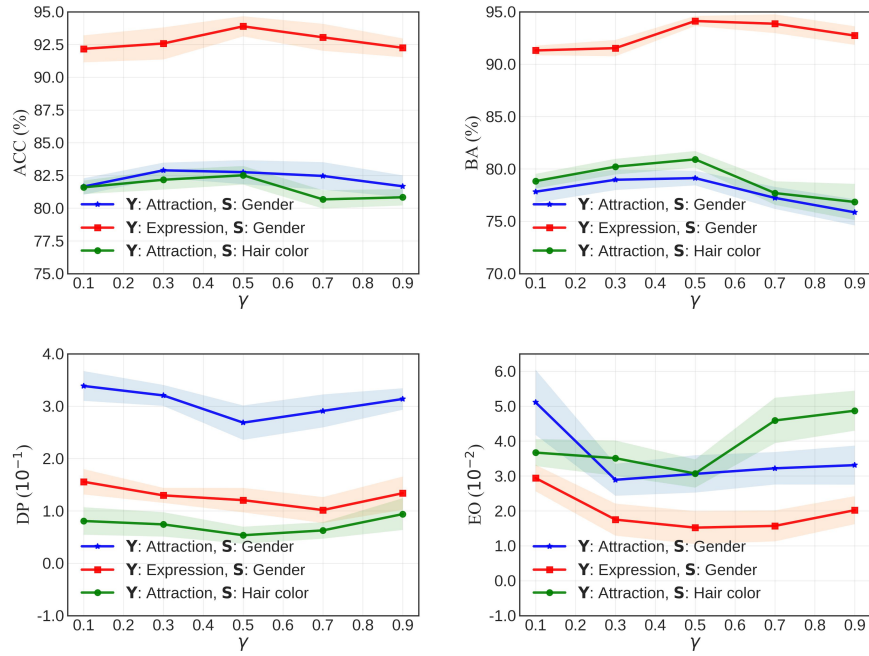 95.0
92.5
90.0
87.5
85.0
82.5
80.0
77.5
75.0
ACC (%)
Y: Attraction, S: Gender
Y: Expression, S: Gender
Y: Attraction, S: Hair color
0.1 0.2 0.3 0.4 0.5 0.6 0.7 0.8 0.9
γ
95.0
90.0
85.0
80.0
75.0
70.0
BA (%)
Y: Attraction, S: Gender
Y: Expression, S: Gender
Y: Attraction, S: Hair color
0.1 0.2 0.3 0.4 0.5 0.6 0.7 0.8 0.9
γ
4.0
3.0
2.0
1.0
0.0
-1.0
DP (10⁻¹)
Y: Attraction, S: Gender
Y: Expression, S: Gender
Y: Attraction, S: Hair color
0.1 0.2 0.3 0.4 0.5 0.6 0.7 0.8 0.9
γ
6.0
5.0
4.0
3.0
2.0
1.0
0.0
-1.0
EO (10⁻²)
Y: Attraction, S: Gender
Y: Expression, S: Gender
Y: Attraction, S: Hair color
0.1 0.2 0.3 0.4 0.5 0.6 0.7 0.8 0.9
γ